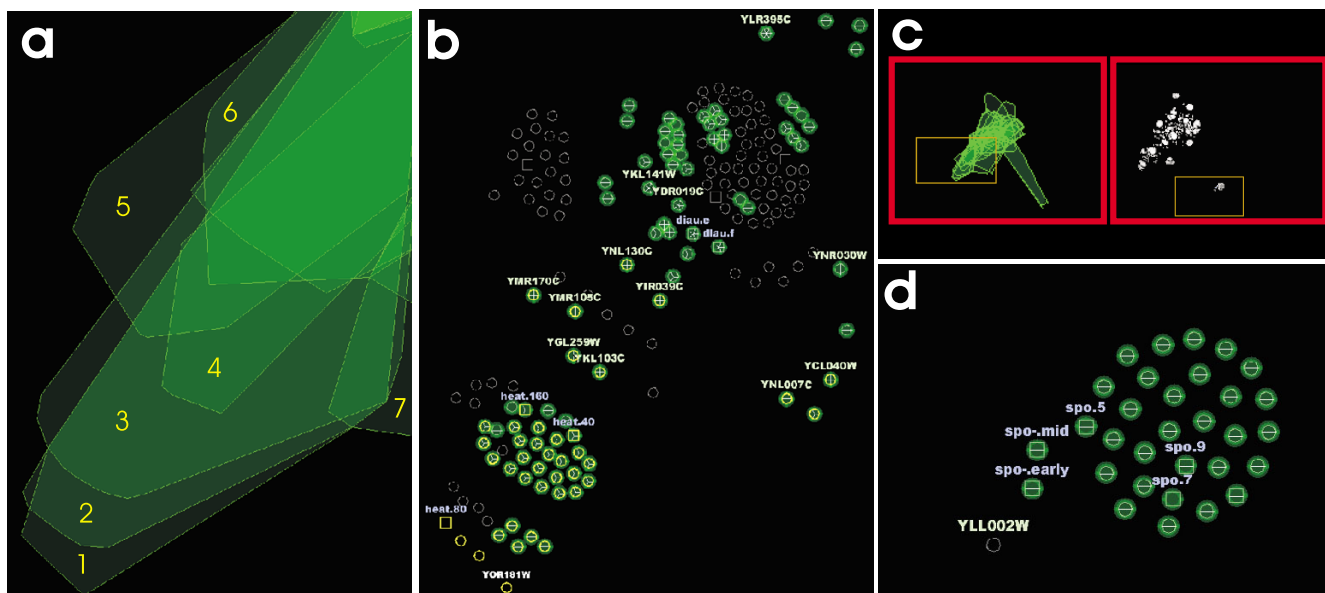 a
6
5
4
3
7
2
1
b
YLR395C
YKL141W
YDR019C
diau.e
diau.f
YNL130C
YNR030W
YMR170C
YIR039C
YMR105C
YGL259W
YKL103C
YCL040W
YNL007C
heat.160
heat.40
heat.80
YOR181W
c
d
spo.5
spo-.mid
spo.9
spo-.early
spo.7
YLL002W